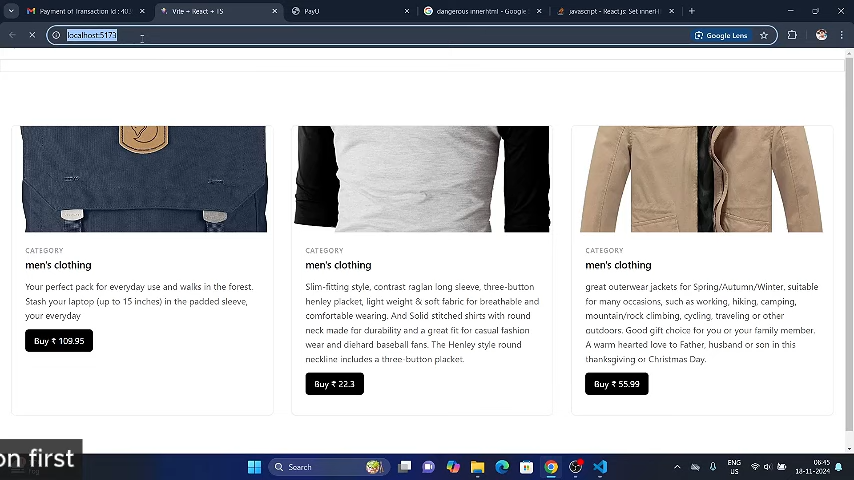 Payment of Transaction Id : 403
Vite + React + TS
PayU
dangerous innerhtml - Google S
javascript - React.js: Set innerH
localhost:5173
Google Lens
CATEGORY
men's clothing
Your perfect pack for everyday use and walks in the forest.
Stash your laptop (up to 15 inches) in the padded sleeve,
your everyday
Buy ₹ 109.95
CATEGORY
men's clothing
Slim-fitting style, contrast raglan long sleeve, three-button
henley placket, light weight & soft fabric for breathable and
comfortable wearing. And Solid stitched shirts with round
neck made for durability and a great fit for casual fashion
wear and diehard baseball fans. The Henley style round
neckline includes a three-button placket.
Buy ₹ 22.3
CATEGORY
men's clothing
great outerwear jackets for Spring/Autumn/Winter, suitable
for many occasions, such as working, hiking, camping,
mountain/rock climbing, cycling, traveling or other
outdoors. Good gift choice for you or your family member.
A warm hearted love to Father, husband or son in this
thanksgiving or Christmas Day.
Buy ₹ 55.99
on first
Search
ENG
US
06:45
18-11-2024